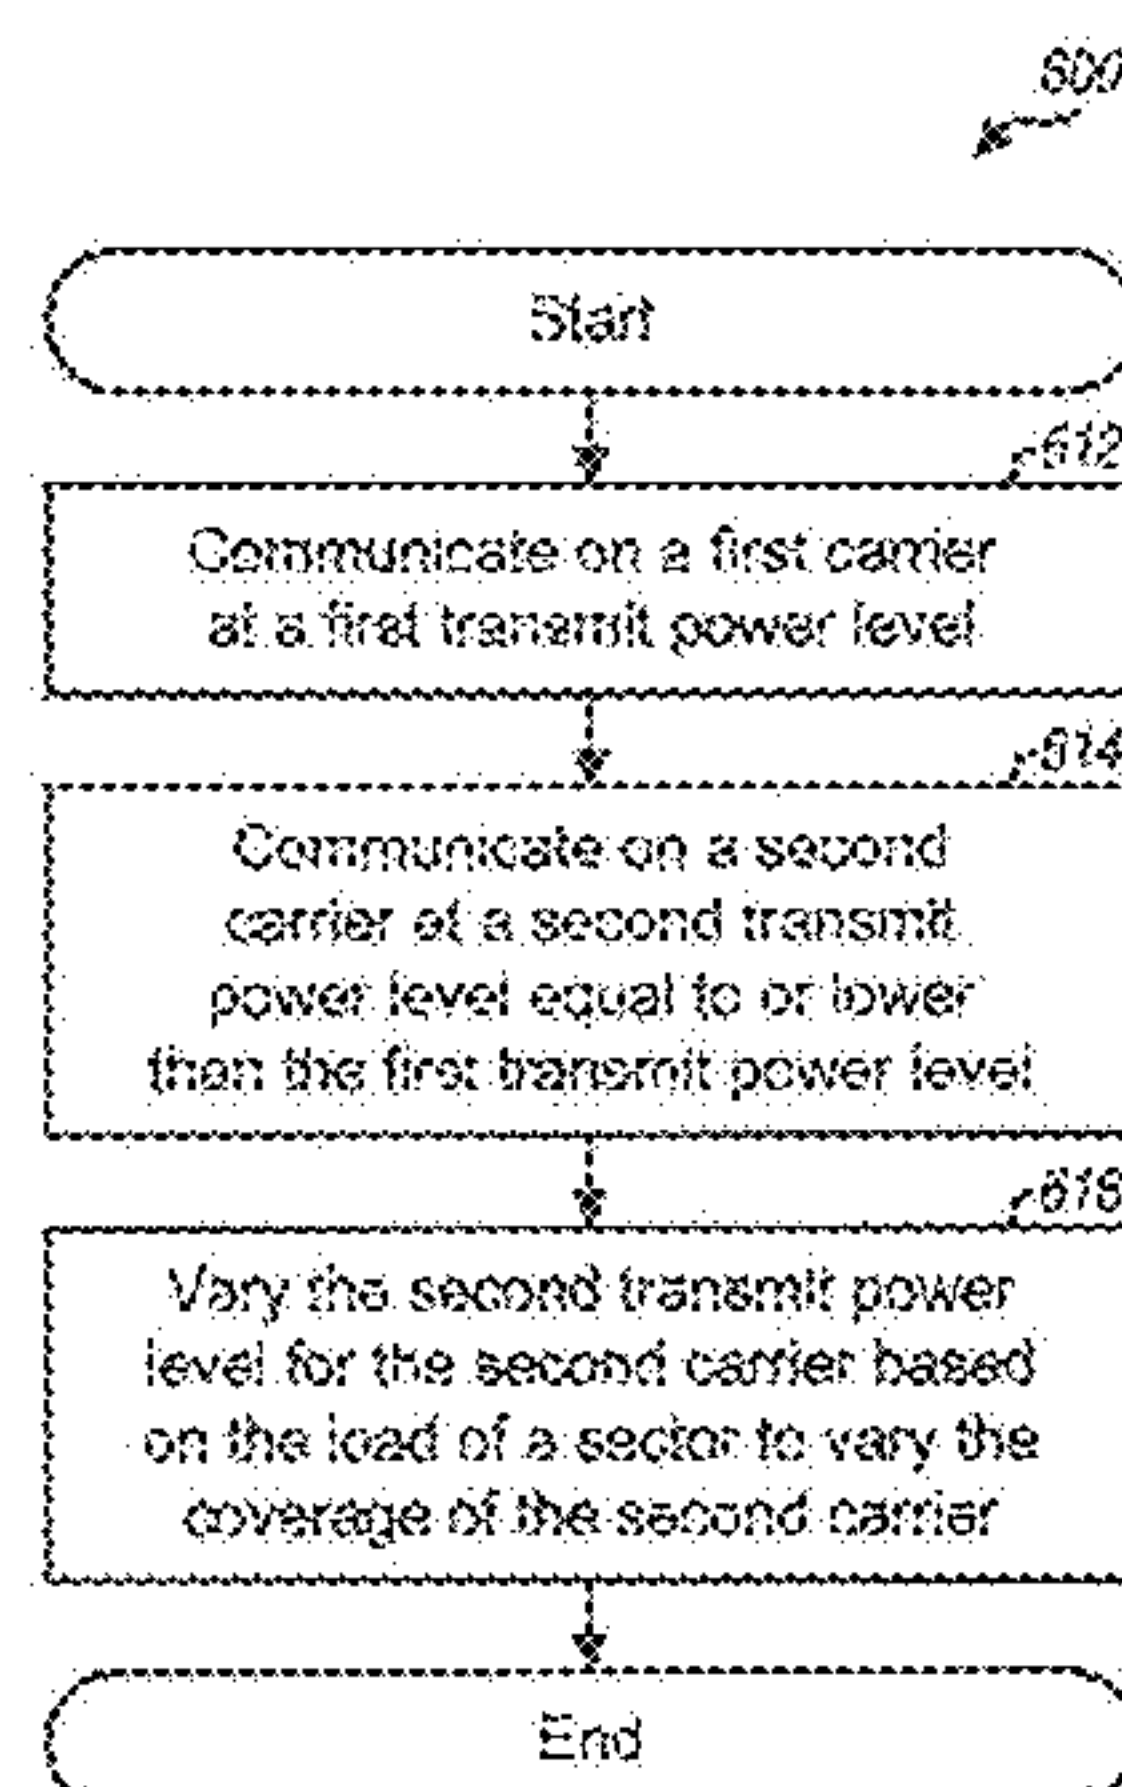 600
Start
612
Communicate on a first carrier
at a first transmit power level
614
Communicate on a second
carrier at a second transmit
power level equal to or lower
than the first transmit power level
Vary the second transmit power
level for the second carrier based
on the load of a sector to vary the
coverage of the second carrier
End